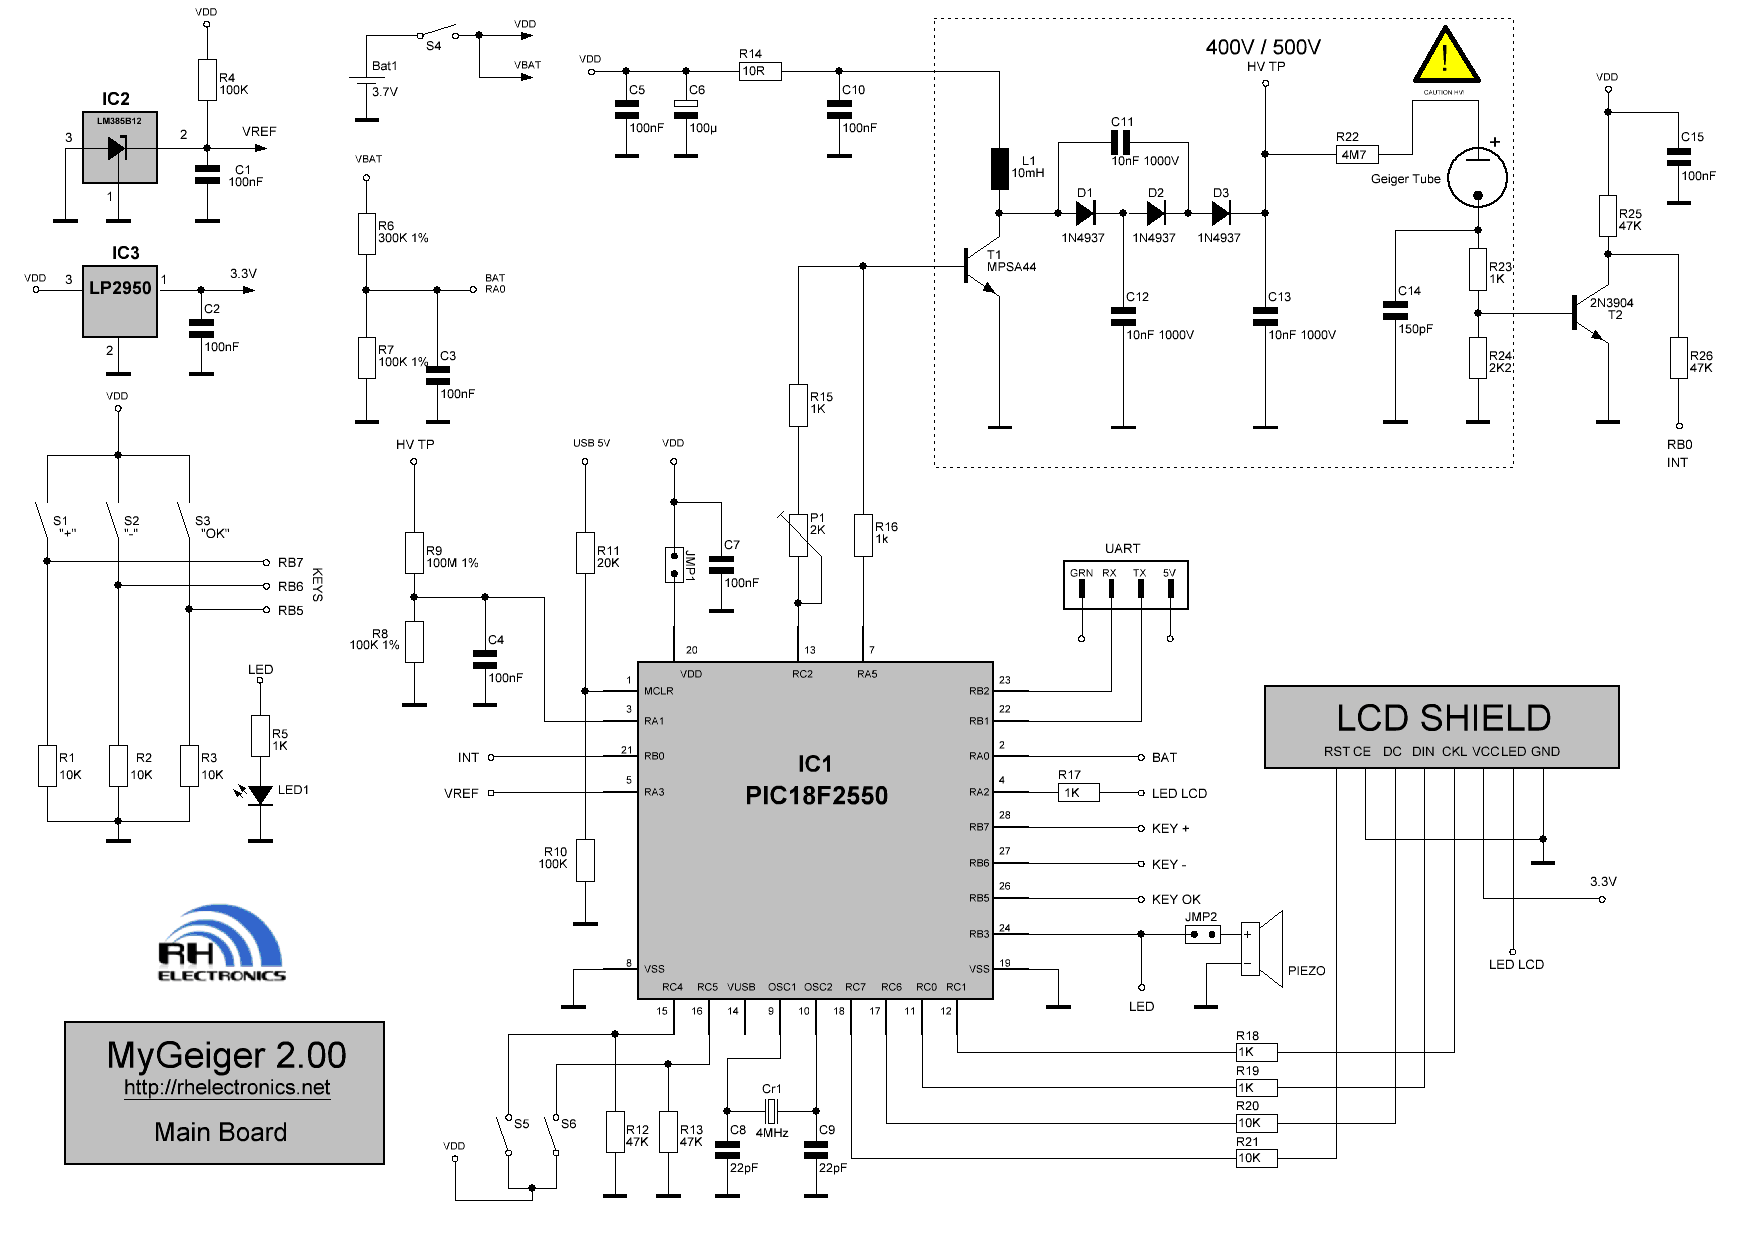 VDD
R4
100K
IC2
LM385B12
3
2
VREF
1
C1
100nF
IC3
VDD
3
LP2950
1
3.3V
2
C2
100nF
Bat1
3.7V
S4
VDD
VBAT
VBAT
R6
300K 1%
BAT
RA0
R7
100K 1%
C3
100nF
VDD
C5
100nF
C6
100µ
R14
10R
C10
100nF
400V / 500V
HV TP
!
CAUTION HV!
L1
10mH
C11
10nF 1000V
D1
1N4937
D2
1N4937
D3
1N4937
T1
MPSA44
C12
10nF 1000V
C13
10nF 1000V
R22
4M7
+
Geiger Tube
C14
150pF
R23
1K
R24
2K2
VDD
C15
100nF
R25
47K
2N3904
T2
R26
47K
RB0
INT
VDD
S1
"+"
S2
"-"
S3
"OK"
RB7
RB6
RB5
KEYS
R1
10K
R2
10K
R3
10K
LED
R5
1K
LED1
HV TP
R9
100M 1%
R8
100K 1%
C4
100nF
USB 5V
R11
20K
R10
100K
VDD
JMP1
C7
100nF
R15
1K
P1
2K
R16
1k
UART
GRN RX TX 5V
20
VDD
13
RC2
7
RA5
1
MCLR
3
RA1
INT
21
RB0
VREF
5
RA3
8
VSS
IC1
PIC18F2550
RB2
23
RB1
22
RA0
2
BAT
RA2
4
R17
1K
LED LCD
RB7
28
KEY +
RB6
27
KEY -
RB5
26
KEY OK
RB3
24
JMP2
+
-
PIEZO
LED
VSS
19
RC4 RC5 VUSB OSC1 OSC2 RC7 RC6 RC0 RC1
15 16 14 9 10 18 17 11 12
LCD SHIELD
RST CE DC DIN CKL VCC LED GND
3.3V
LED LCD
R18
1K
R19
1K
R20
10K
R21
10K
VDD
S5
S6
R12
47K
R13
47K
Cr1
4MHz
C8
22pF
C9
22pF
RH
ELECTRONICS
MyGeiger 2.00
http://rhelectronics.net
Main Board